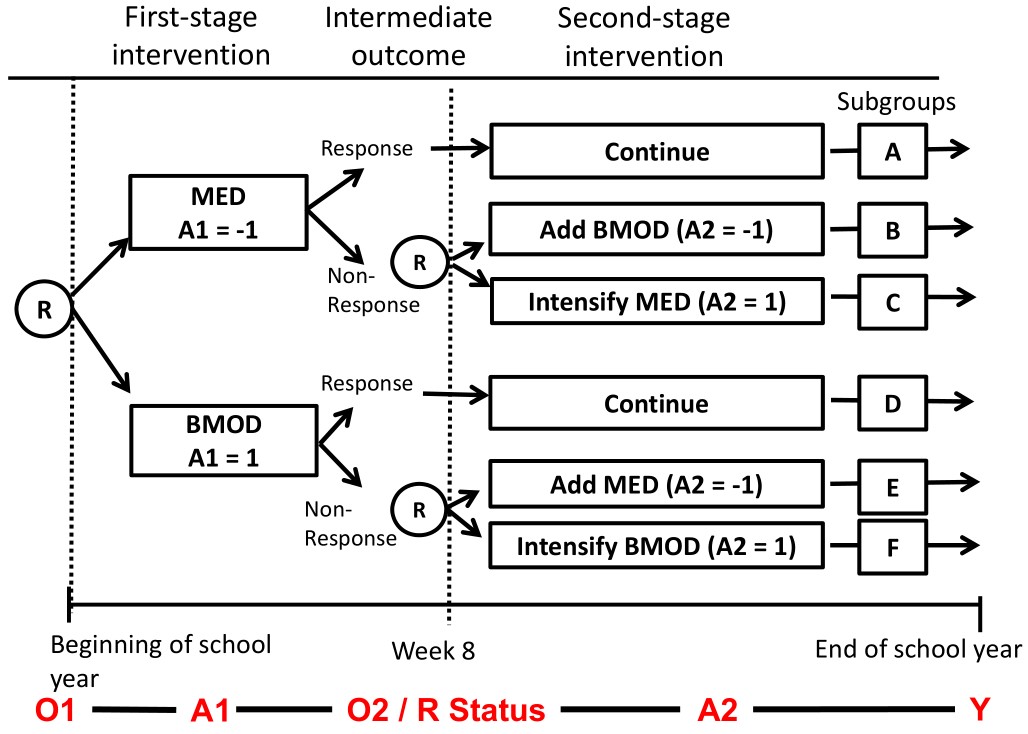 First-stage
intervention
Intermediate
outcome
Second-stage
intervention
Subgroups
Response
Continue
A
MED
A1 = -1
Add BMOD (A2 = -1)
B
R
Non-
Response
R
Intensify MED (A2 = 1)
C
Response
Continue
D
BMOD
A1 = 1
Add MED (A2 = -1)
E
Non-
Response
R
Intensify BMOD (A2 = 1)
F
Beginning of school
year
Week 8
End of school year
O1
A1
O2 / R Status
A2
Y